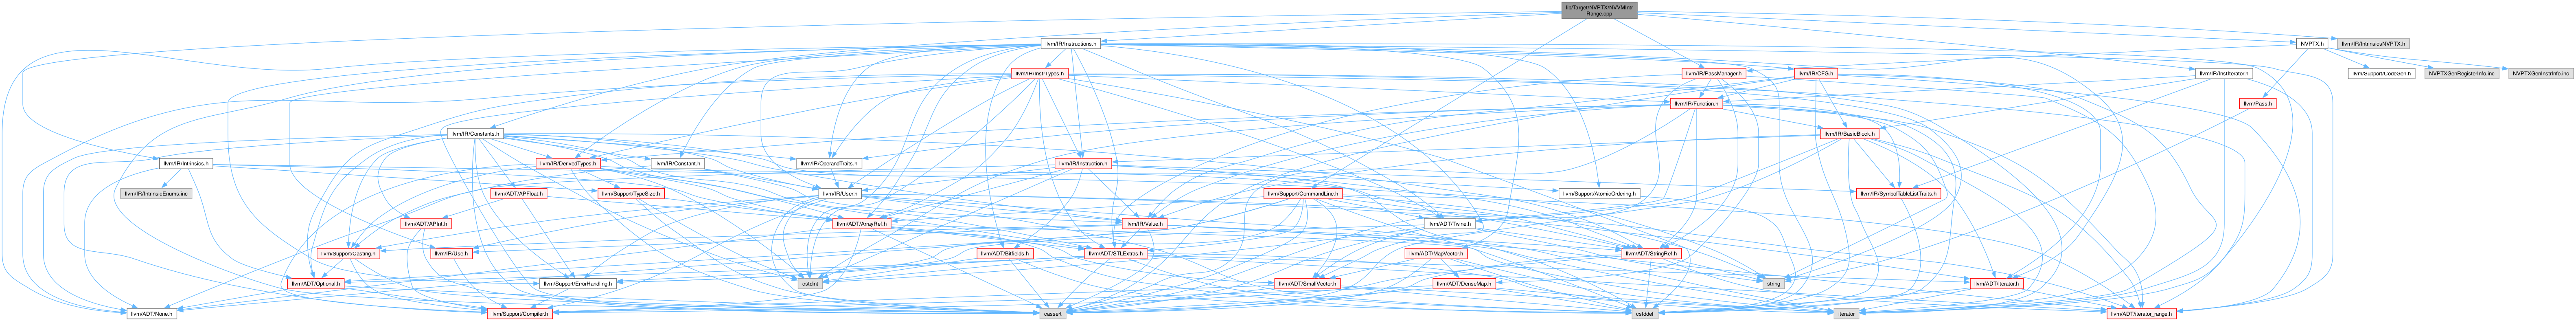 lib/Target/NVPTX/NVVMIntr
Range.cpp
llvm/IR/Instructions.h
NVPTX.h
llvm/IR/IntrinsicsNVPTX.h
llvm/IR/InstrTypes.h
llvm/IR/PassManager.h
llvm/IR/CFG.h
llvm/IR/InstIterator.h
llvm/Support/CodeGen.h
NVPTXGenRegisterInfo.inc
NVPTXGenInstrInfo.inc
llvm/IR/Function.h
llvm/Pass.h
llvm/IR/Constants.h
llvm/IR/BasicBlock.h
llvm/IR/Intrinsics.h
llvm/IR/DerivedTypes.h
llvm/IR/Constant.h
llvm/IR/OperandTraits.h
llvm/IR/Instruction.h
llvm/IR/IntrinsicEnums.inc
llvm/ADT/APFloat.h
llvm/Support/TypeSize.h
llvm/IR/User.h
llvm/Support/CommandLine.h
llvm/Support/AtomicOrdering.h
llvm/IR/SymbolTableListTraits.h
llvm/ADT/APInt.h
llvm/ADT/ArrayRef.h
llvm/IR/Value.h
llvm/ADT/Twine.h
llvm/Support/Casting.h
llvm/IR/Use.h
llvm/ADT/Bitfields.h
llvm/ADT/STLExtras.h
llvm/ADT/MapVector.h
llvm/ADT/StringRef.h
llvm/ADT/Optional.h
llvm/Support/ErrorHandling.h
cstdint
llvm/ADT/SmallVector.h
llvm/ADT/DenseMap.h
string
llvm/ADT/iterator.h
llvm/ADT/None.h
llvm/Support/Compiler.h
cassert
cstddef
iterator
llvm/ADT/iterator_range.h